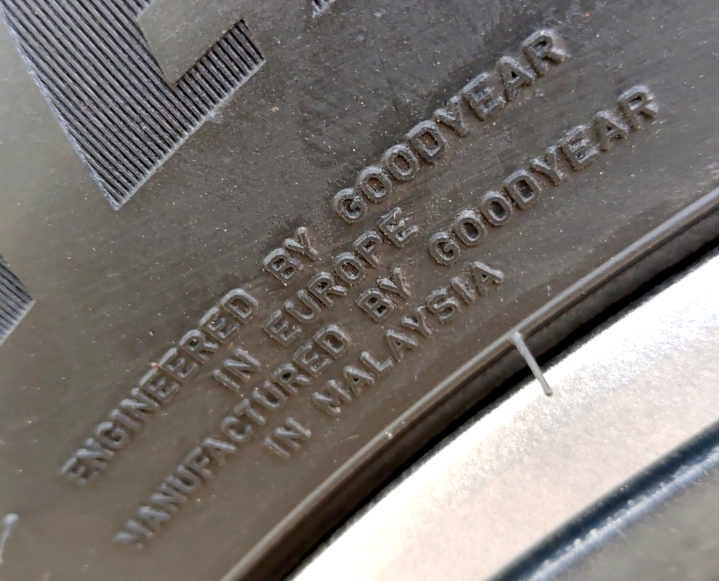 ENGINEERED BY GOODYEAR
IN EUROPE
MANUFACTURED BY GOODYEAR
IN MALAYSIA